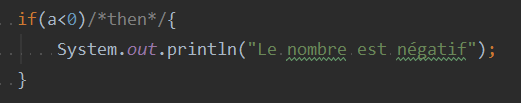 if(a<0)/*then*/{
System.out.println("Le nombre est négatif");
}